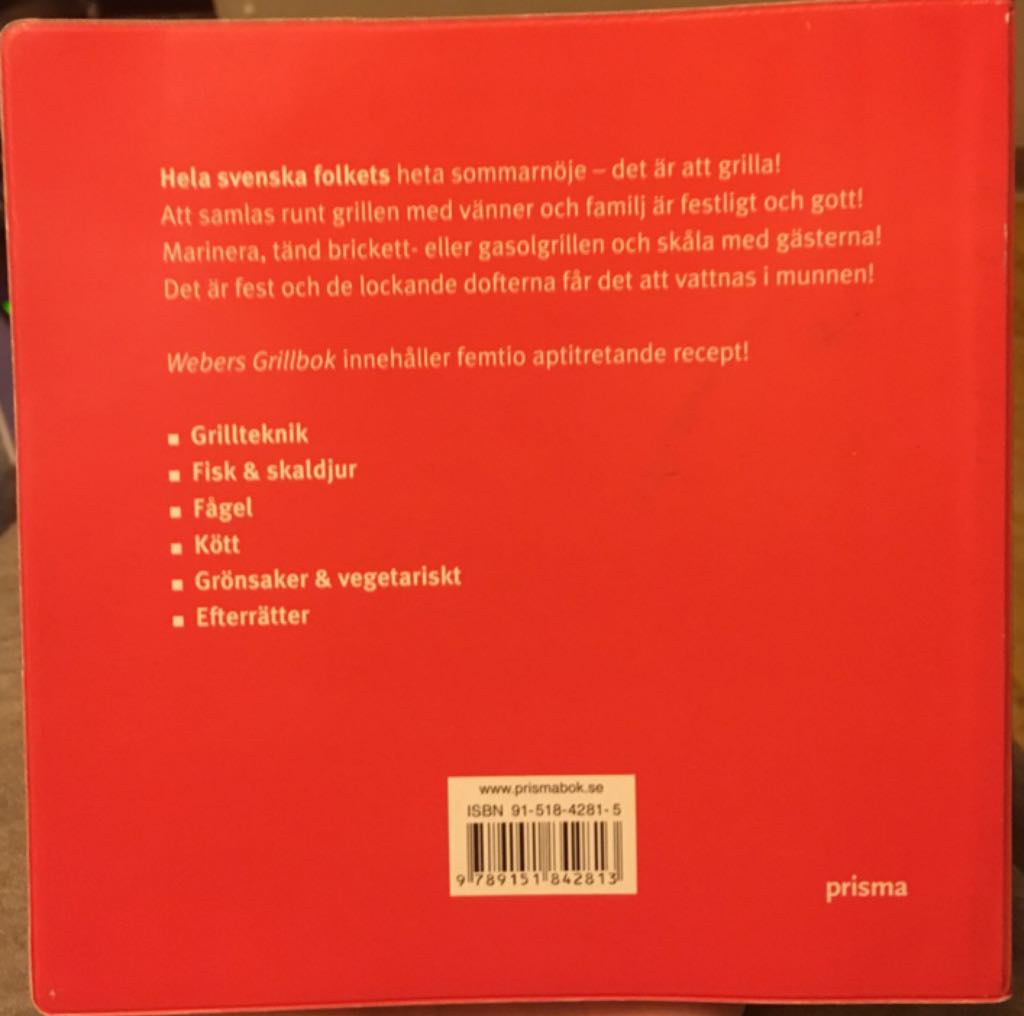 Hela svenska folkets heta sommarnöje – det är att grilla!
Att samlas runt grillen med vänner och familj är festligt och gott!
Marinera, tänd brickett- eller gasolgrillen och skåla med gästerna!
Det är fest och de lockande dofterna får det att vattnas i munnen!
Webers Grillbok innehåller femtio aptitretande recept!
▪ Grillteknik
▪ Fisk & skaldjur
▪ Fågel
▪ Kött
▪ Grönsaker & vegetariskt
▪ Efterrätter
www.prismabok.se
ISBN 91-518-4281-5
9 789151 842813
prisma